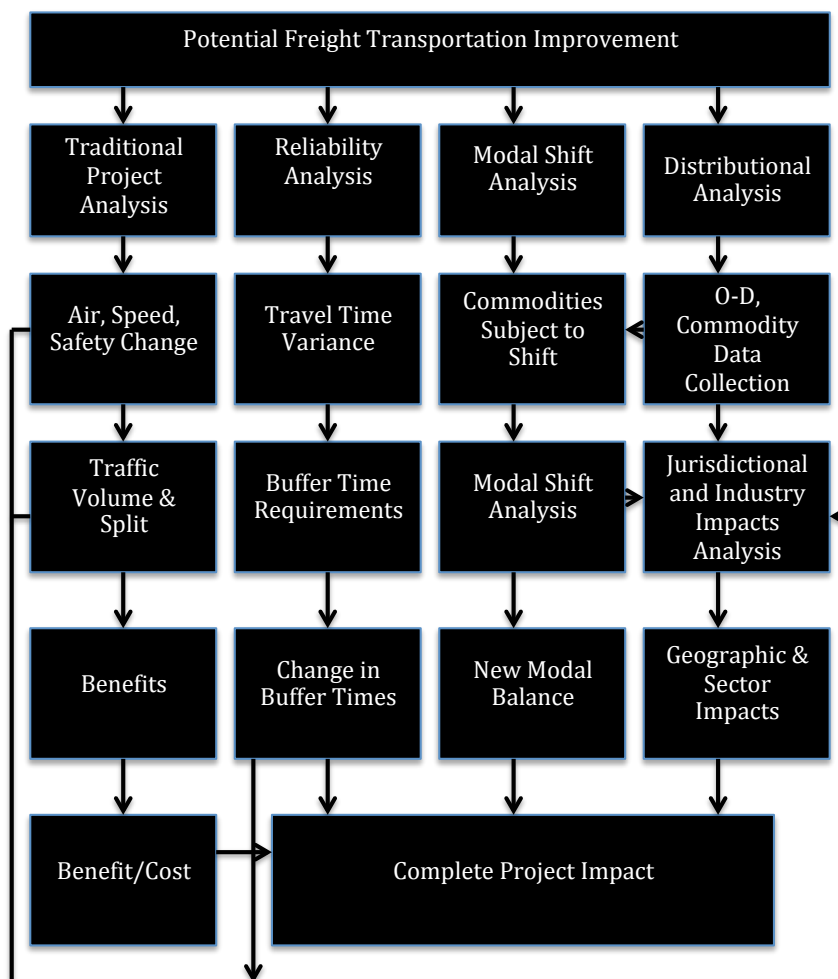 Potential Freight Transportation Improvement
Traditional
Project
Analysis
Reliability
Analysis
Modal Shift
Analysis
Distributional
Analysis
Air, Speed,
Safety Change
Travel Time
Variance
Commodities
Subject to
Shift
O-D,
Commodity
Data
Collection
Traffic
Volume &
Split
Buffer Time
Requirements
Modal Shift
Analysis
Jurisdictional
and Industry
Impacts
Analysis
Benefits
Change in
Buffer Times
New Modal
Balance
Geographic &
Sector
Impacts
Benefit/Cost
Complete Project Impact